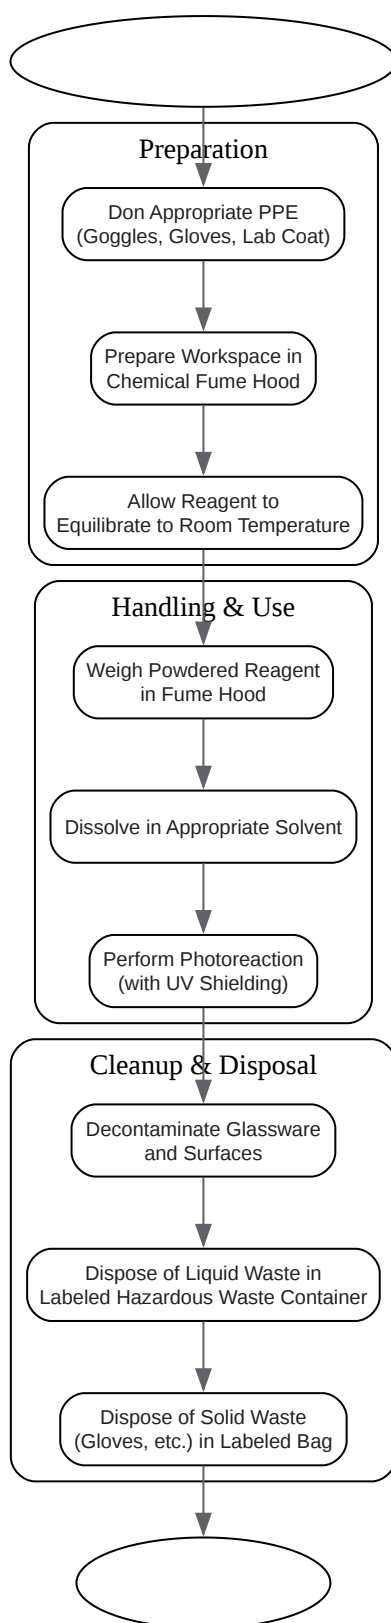 Preparation
Don Appropriate PPE
(Goggles, Gloves, Lab Coat)
Prepare Workspace in
Chemical Fume Hood
Allow Reagent to
Equilibrate to Room Temperature
Handling & Use
Weigh Powdered Reagent
in Fume Hood
Dissolve in Appropriate Solvent
Perform Photoreaction
(with UV Shielding)
Cleanup & Disposal
Decontaminate Glassware
and Surfaces
Dispose of Liquid Waste in
Labeled Hazardous Waste Container
Dispose of Solid Waste
(Gloves, etc.) in Labeled Bag